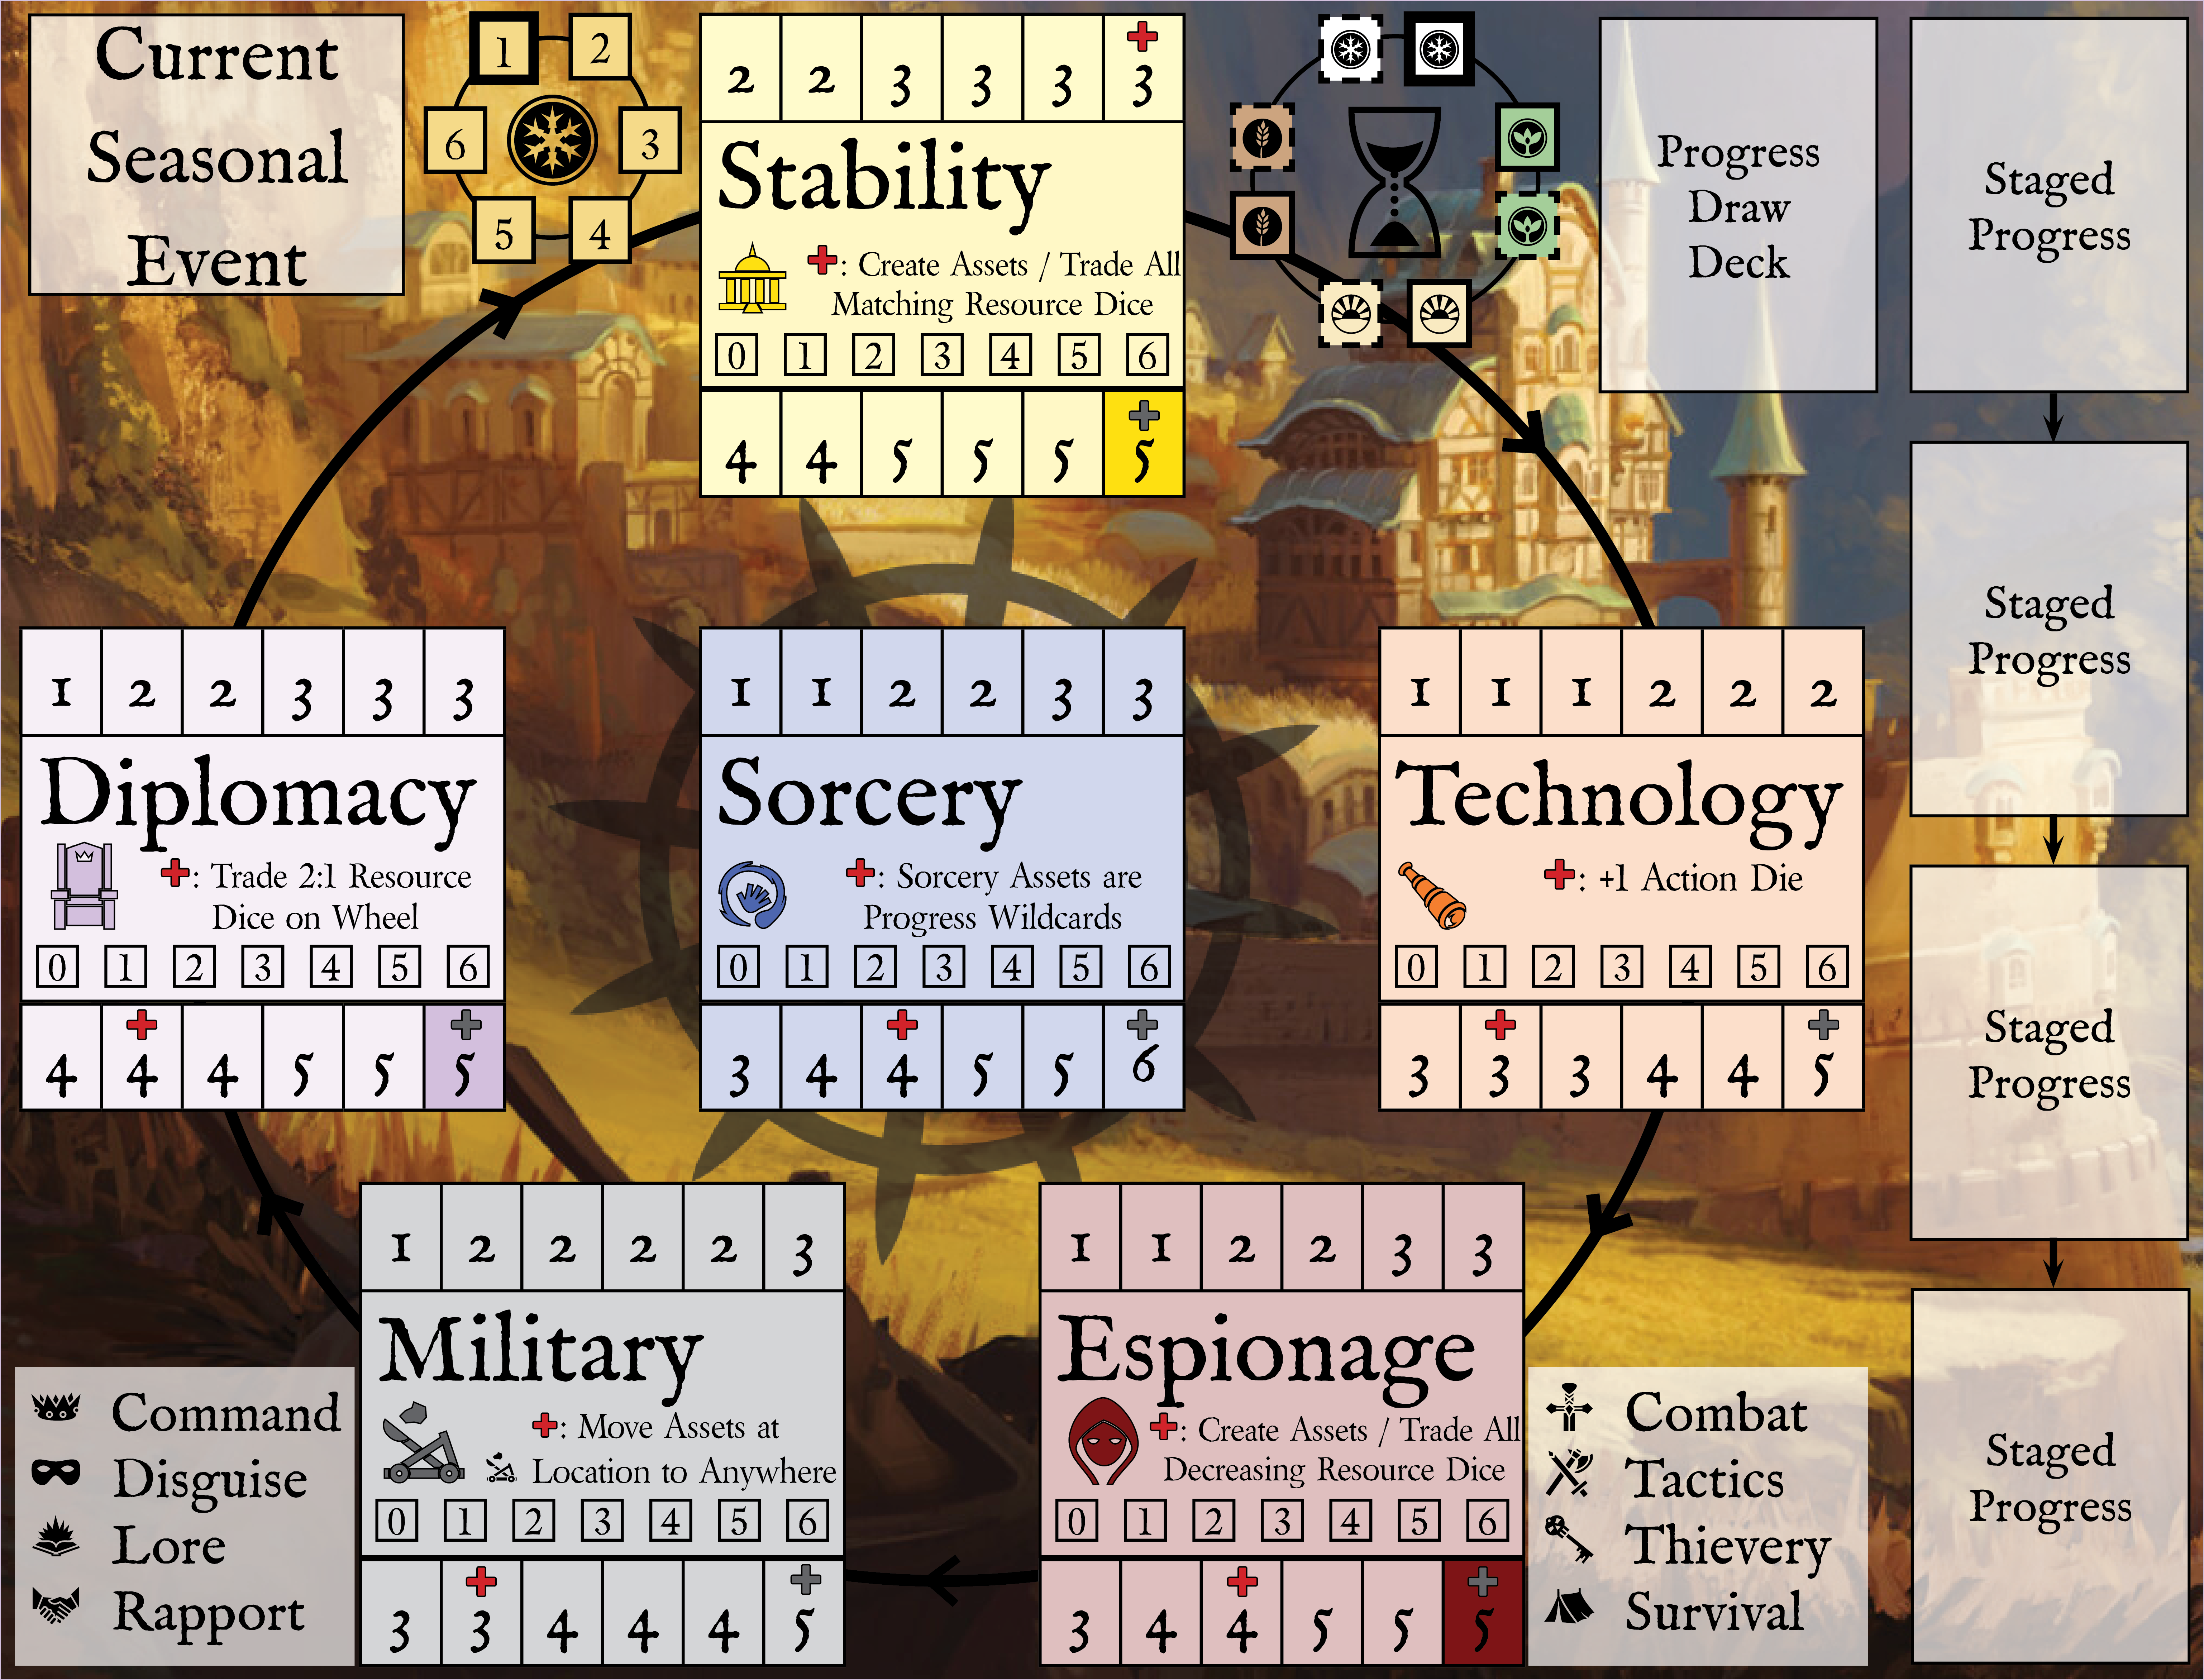 Current
Seasonal
Event
1 2
6 3
5 4
2 2 3 3 3 3
Stability
: Create Assets / Trade All
Matching Resource Dice
0 1 2 3 4 5 6
4 4 5 5 5 5
Progress
Draw
Deck
Staged
Progress
1 2 2 3 3 3
Diplomacy
: Trade 2:1 Resource
Dice on Wheel
0 1 2 3 4 5 6
4 4 4 5 5 5
1 1 2 2 3 3
Sorcery
: Sorcery Assets are
Progress Wildcards
0 1 2 3 4 5 6
3 4 4 5 5 6
1 1 1 2 2 2
Technology
: +1 Action Die
0 1 2 3 4 5 6
3 3 3 4 4 5
Staged
Progress
Staged
Progress
Command
Disguise
Lore
Rapport
1 2 2 2 2 3
Military
: Move Assets at
Location to Anywhere
0 1 2 3 4 5 6
3 3 4 4 4 5
1 1 2 2 3 3
Espionage
: Create Assets / Trade All
Decreasing Resource Dice
0 1 2 3 4 5 6
3 4 4 5 5 5
Combat
Tactics
Thievery
Survival
Staged
Progress